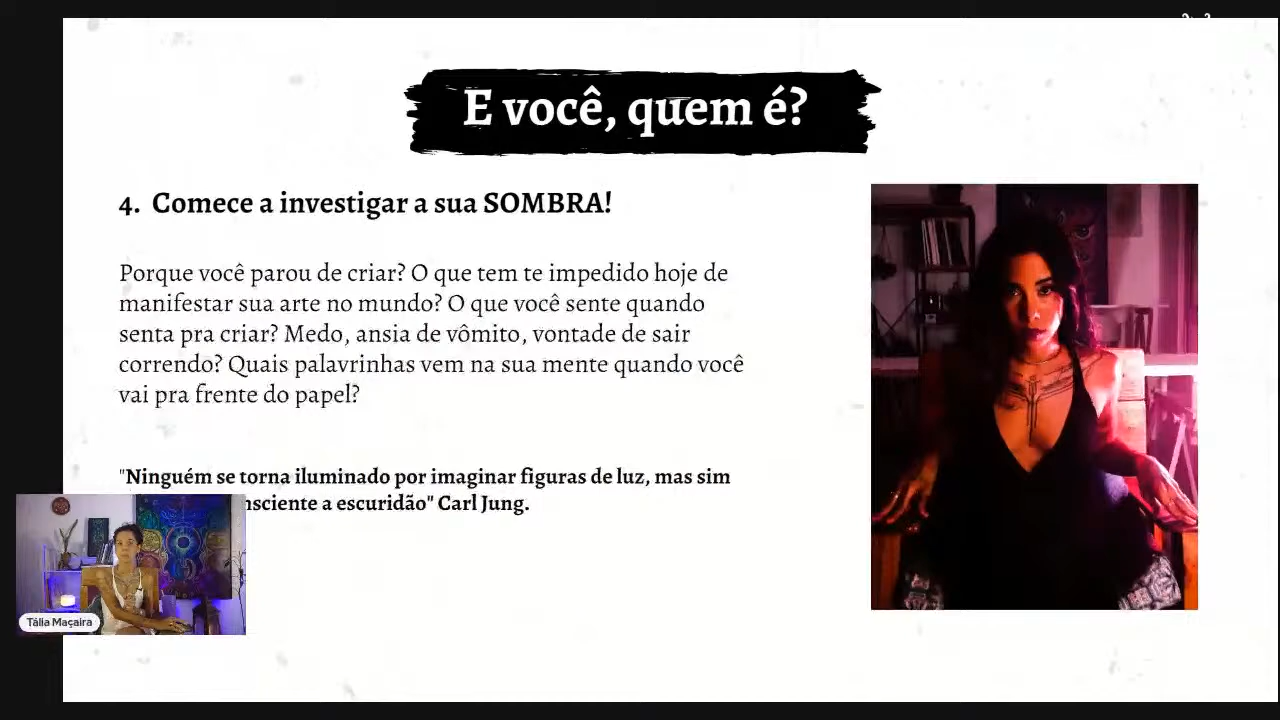 E você, quem é?
4. Comece a investigar a sua SOMBRA!
Porque você parou de criar? O que tem te impedido hoje de
manifestar sua arte no mundo? O que você sente quando
senta pra criar? Medo, ansia de vômito, vontade de sair
correndo? Quais palavrinhas vem na sua mente quando você
vai pra frente do papel?
"Ninguém se torna iluminado por imaginar figuras de luz, mas sim
a escuridão" Carl Jung.
Tália Maçaira